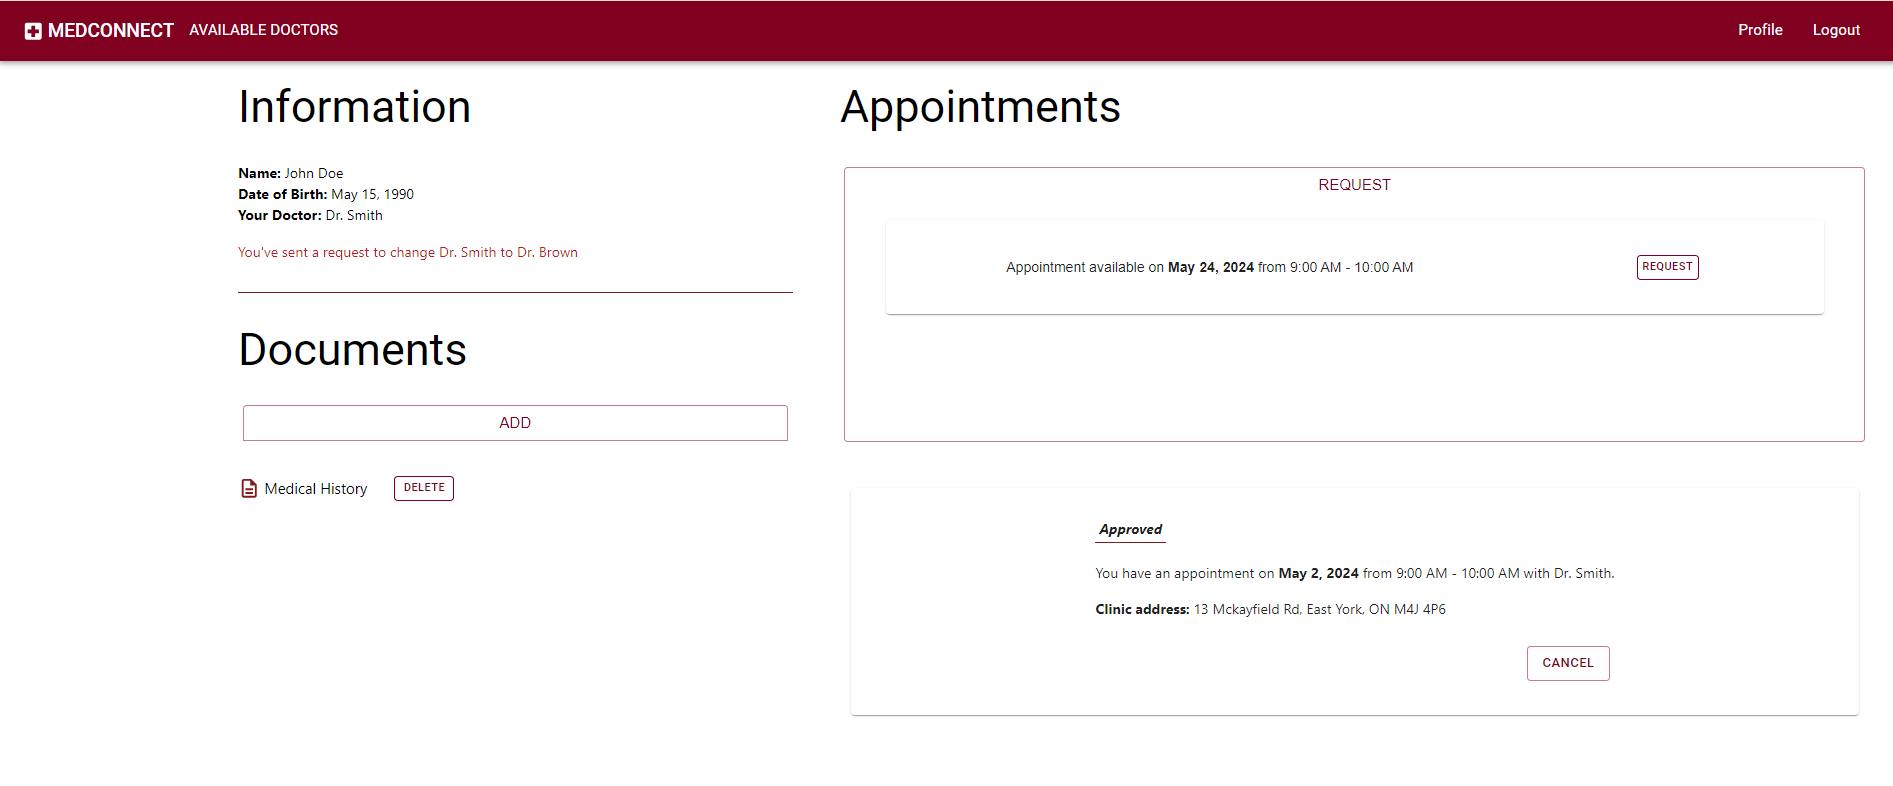 MEDCONNECT AVAILABLE DOCTORS Profile Logout
Information
Name: John Doe
Date of Birth: May 15, 1990
Your Doctor: Dr. Smith
You've sent a request to change Dr. Smith to Dr. Brown
Documents
ADD
Medical History DELETE
Appointments
REQUEST
Appointment available on May 24, 2024 from 9:00 AM - 10:00 AM REQUEST
Approved
You have an appointment on May 2, 2024 from 9:00 AM - 10:00 AM with Dr. Smith.
Clinic address: 13 Mckayfield Rd, East York, ON M4J 4P6
CANCEL